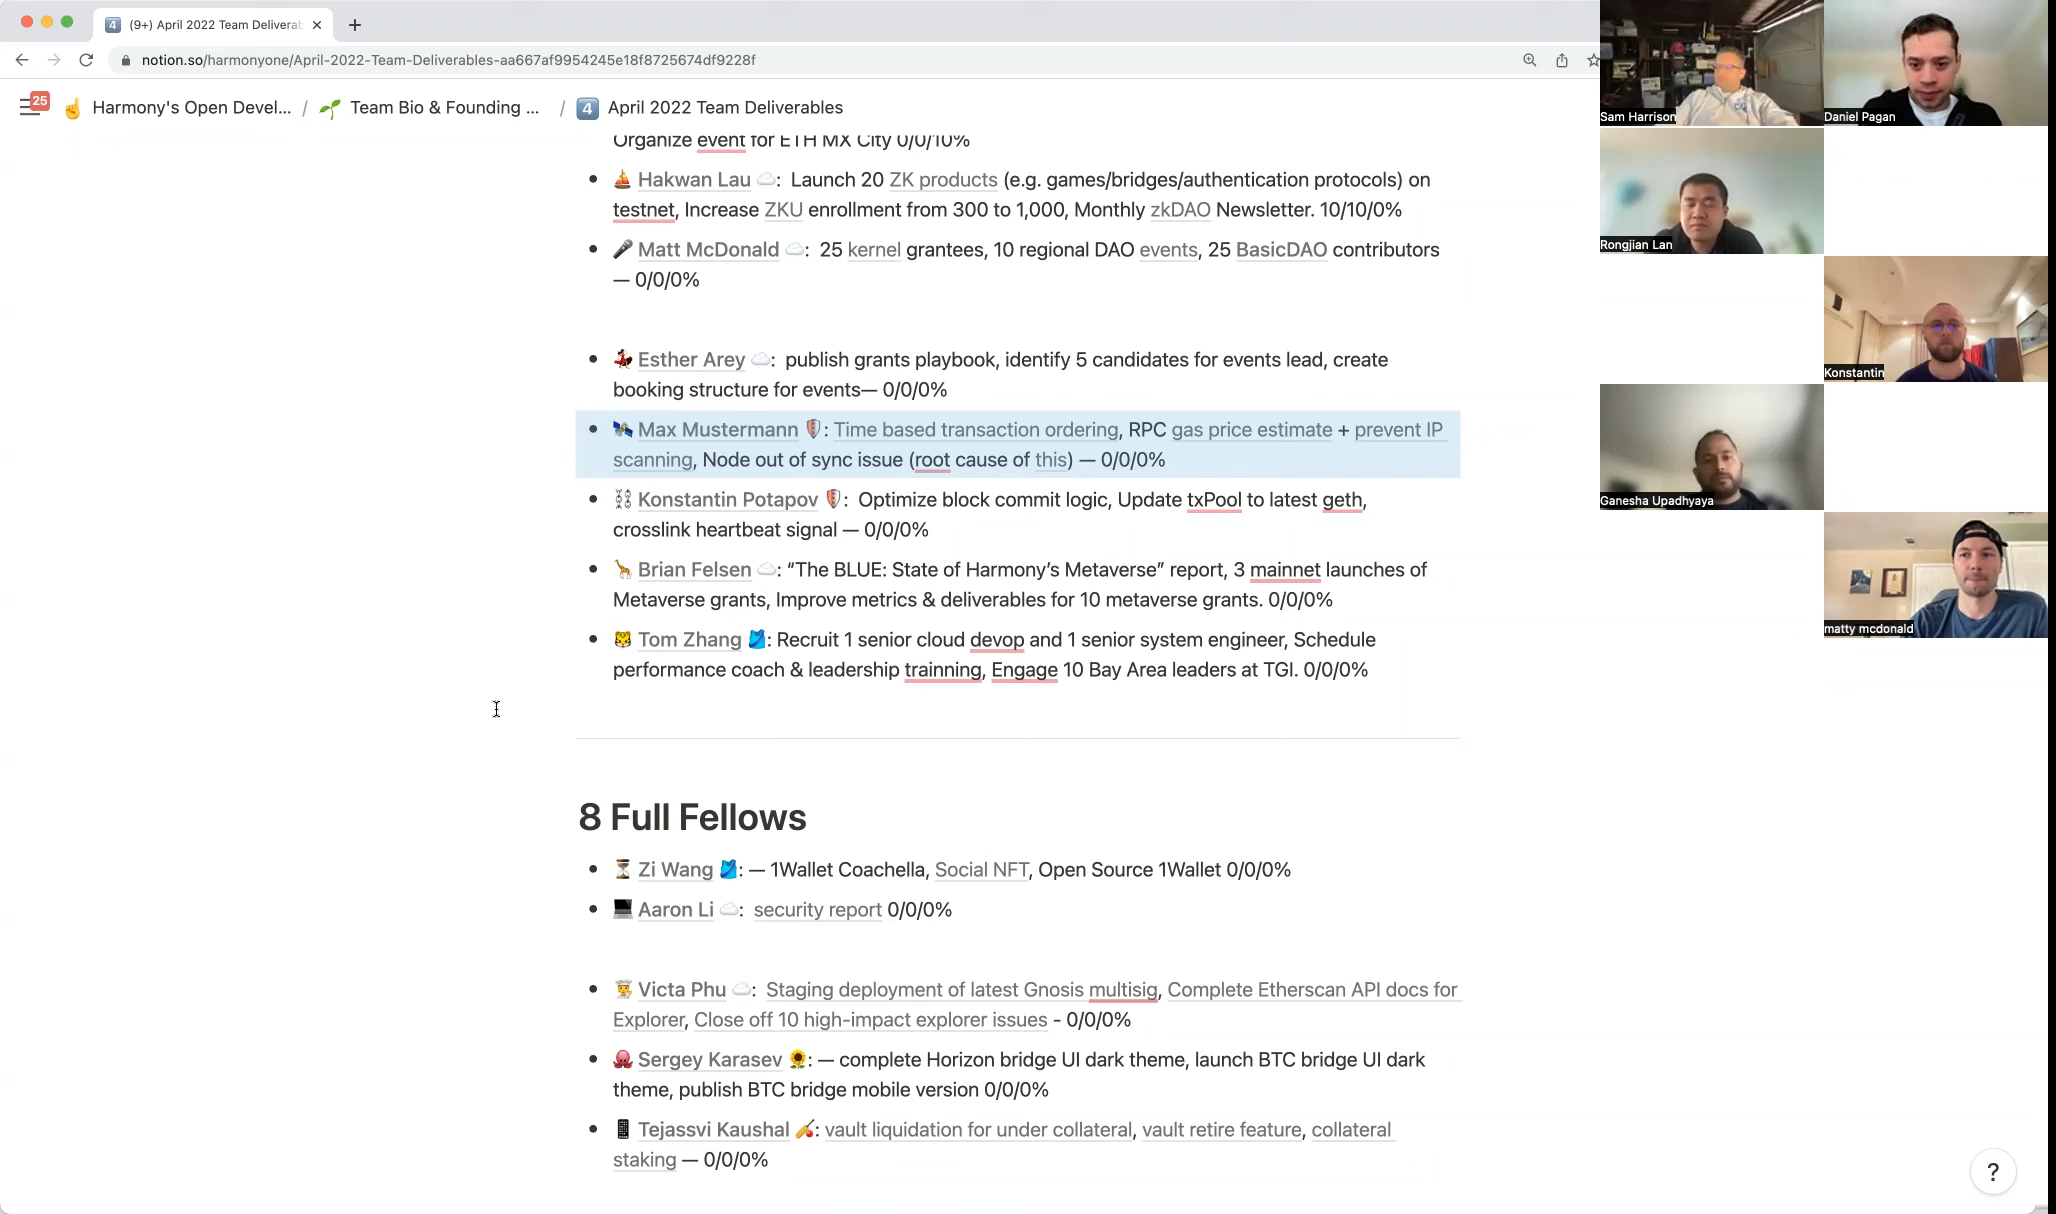 (9+) April 2022 Team Delivera
notion.so/harmonyone/April-2022-Team-Deliverables-aa667af9954245e18f8725674df9228f
25
Harmony's Open Devel... / Team Bio & Founding ... / 4 April 2022 Team Deliverables
Organize event for ETH MX City 0/0/10%
Hakwan Lau : Launch 20 ZK products (e.g. games/bridges/authentication protocols) on
testnet, Increase ZKU enrollment from 300 to 1,000, Monthly zkDAO Newsletter. 10/10/0%
Matt McDonald : 25 kernel grantees, 10 regional DAO events, 25 BasicDAO contributors
— 0/0/0%
Esther Arey : publish grants playbook, identify 5 candidates for events lead, create
booking structure for events— 0/0/0%
Max Mustermann : Time based transaction ordering, RPC gas price estimate + prevent IP
scanning, Node out of sync issue (root cause of this) — 0/0/0%
Konstantin Potapov : Optimize block commit logic, Update txPool to latest geth,
crosslink heartbeat signal — 0/0/0%
Brian Felsen : “The BLUE: State of Harmony’s Metaverse” report, 3 mainnet launches of
Metaverse grants, Improve metrics & deliverables for 10 metaverse grants. 0/0/0%
Tom Zhang : Recruit 1 senior cloud devop and 1 senior system engineer, Schedule
performance coach & leadership trainning, Engage 10 Bay Area leaders at TGI. 0/0/0%
8 Full Fellows
Zi Wang : — 1Wallet Coachella, Social NFT, Open Source 1Wallet 0/0/0%
Aaron Li : security report 0/0/0%
Victa Phu : Staging deployment of latest Gnosis multisig, Complete Etherscan API docs for
Explorer, Close off 10 high-impact explorer issues - 0/0/0%
Sergey Karasev : — complete Horizon bridge UI dark theme, launch BTC bridge UI dark
theme, publish BTC bridge mobile version 0/0/0%
Tejassvi Kaushal : vault liquidation for under collateral, vault retire feature, collateral
staking — 0/0/0%
?
Sam Harrison
Daniel Pagan
Rongjian Lan
Konstantin
Ganesha Upadhyaya
matty mcdonald